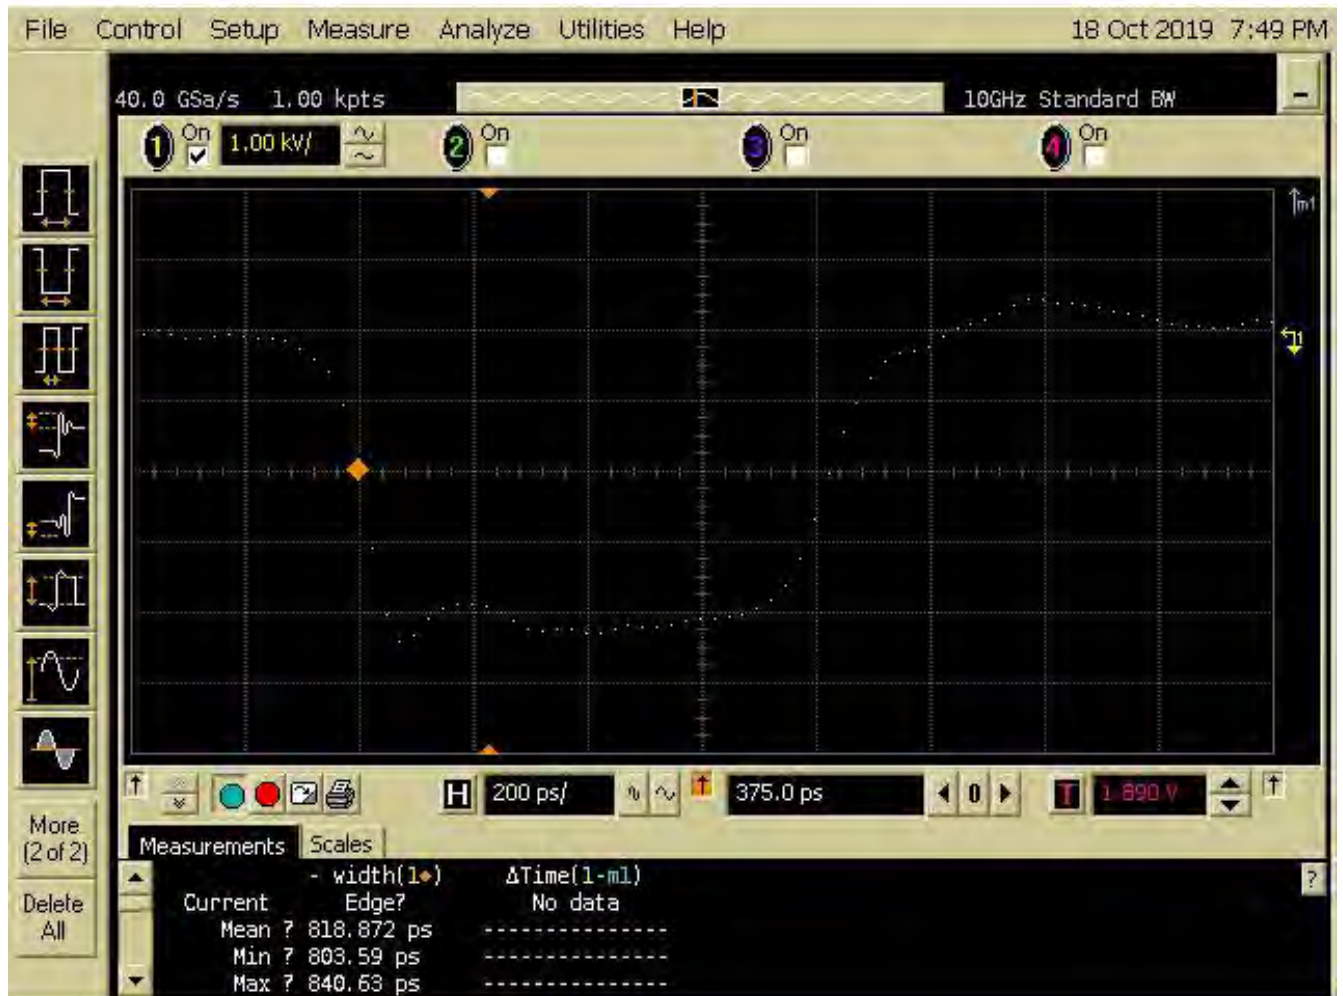 File Control Setup Measure Analyze Utilities Help 18 Oct 2019 7:49 PM
40.0 GSa/s 1.00 kpts 10GHz Standard BW
1 On 1.00 kV/ 2 On 3 On 4 On
m1
1
H 200 ps/ 375.0 ps 0 T 1.890 V
More
(2 of 2)
Delete
All
Measurements Scales
- width(1◆) ΔTime(1-m1) ?
Current Edge? No data
Mean ? 818.872 ps ---------------
Min ? 803.59 ps ---------------
Max ? 840.63 ps ---------------